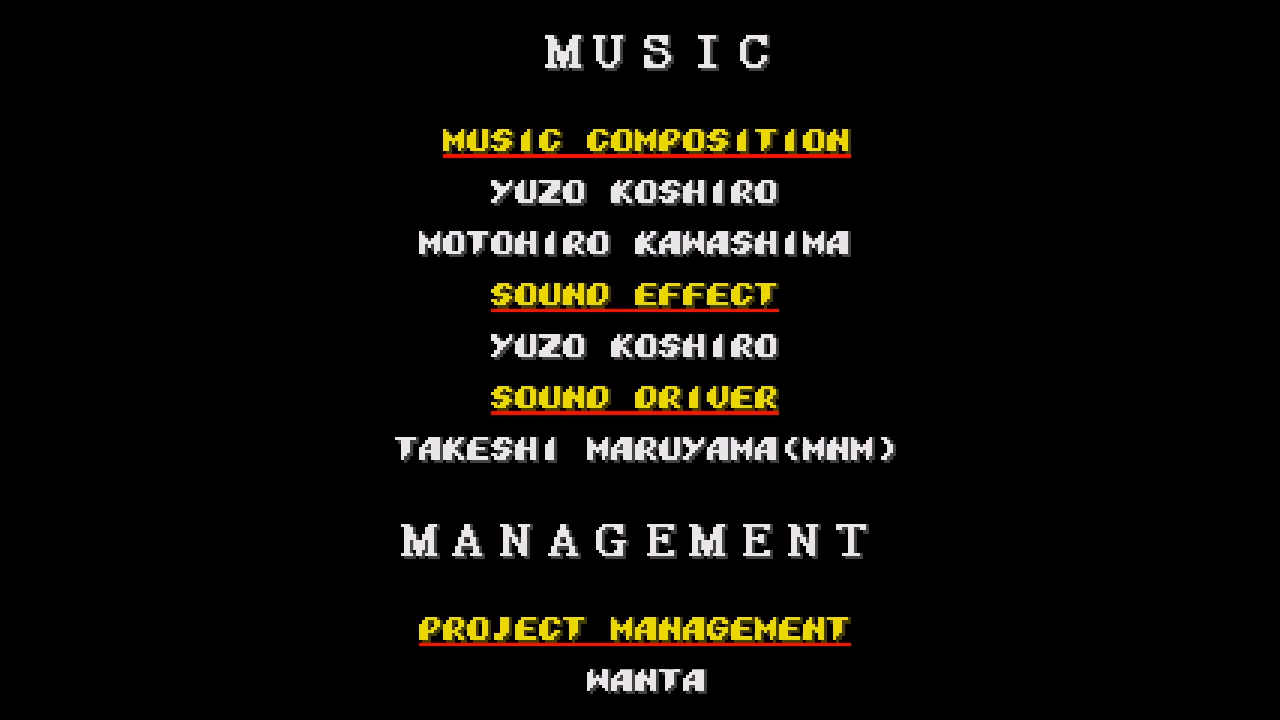 MUSIC
MUSIC COMPOSITION
YUZO KOSHIRO
MOTOHIRO KAWASHIMA
SOUND EFFECT
YUZO KOSHIRO
SOUND DRIVER
TAKESHI MARUYAMA(MNM)
MANAGEMENT
PROJECT MANAGEMENT
WANTA